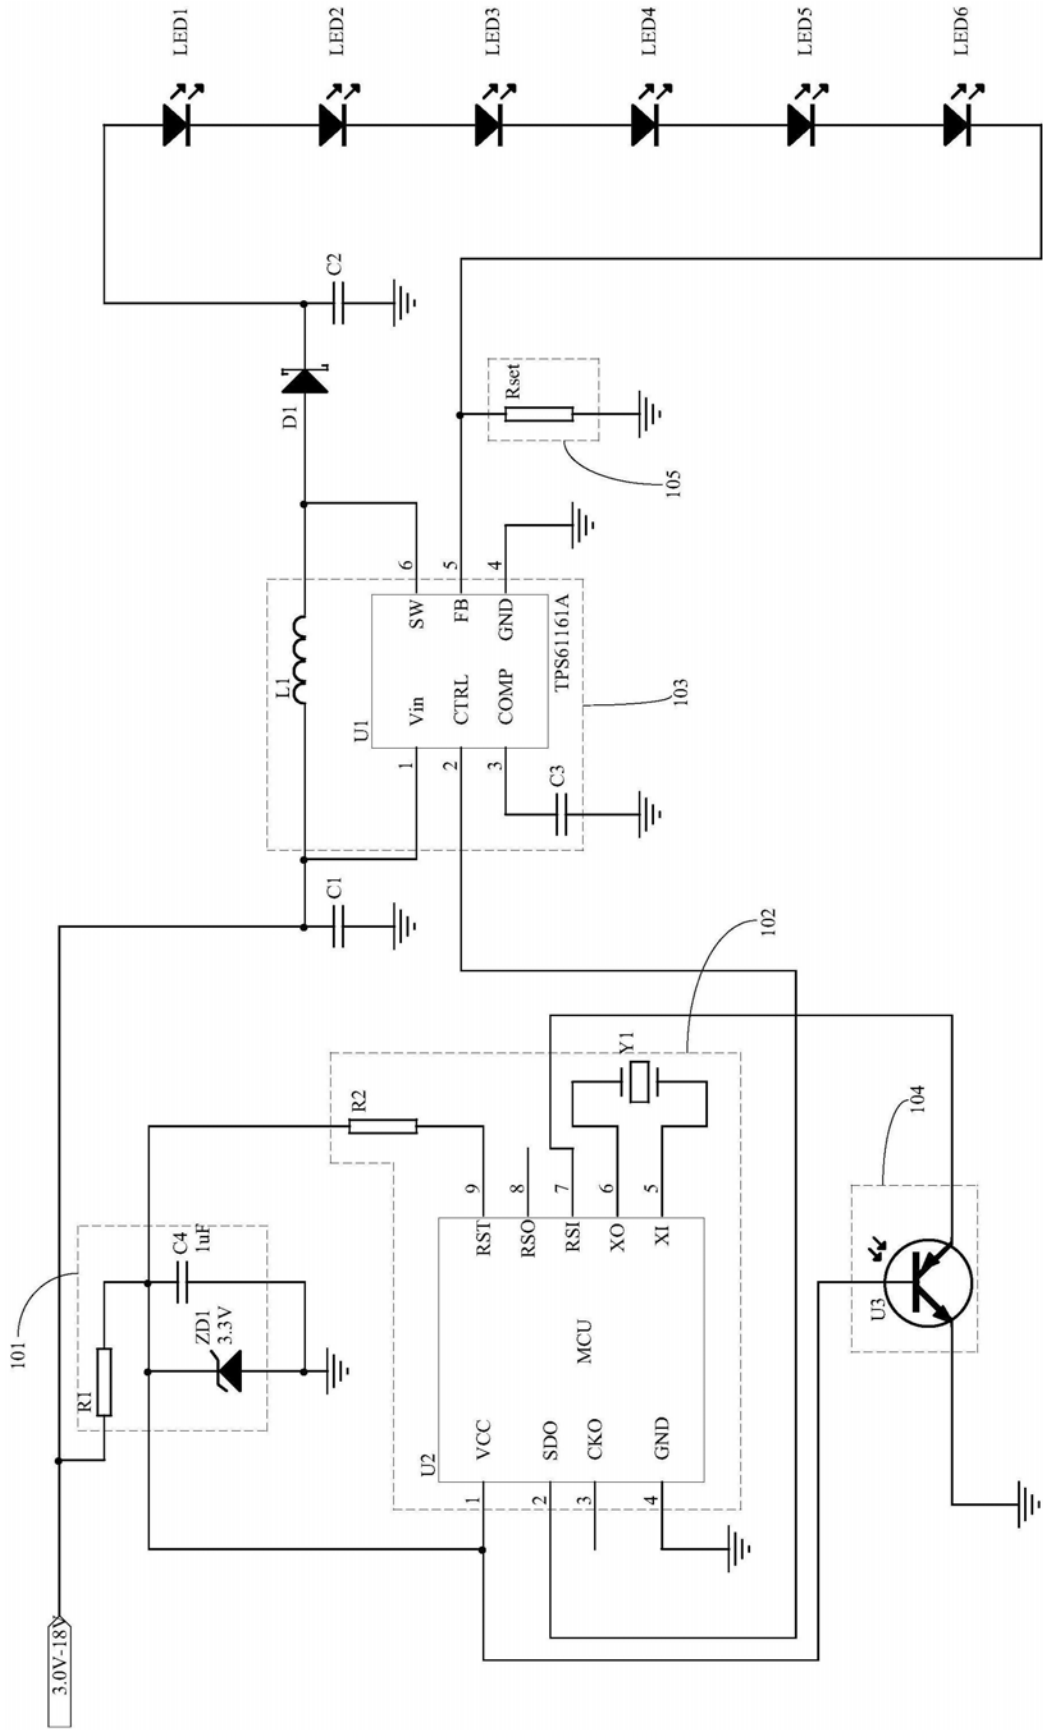 LED1
LED2
LED3
LED4
LED5
LED6
C2
D1
Rset
105
6
5
4
SW
FB
GND
TPS61161A
L1
Vin
CTRL
COMP
U1
1
2
3
C3
103
C1
102
R2
Y1
9
8
7
6
5
RST
RSO
RSI
XO
XI
104
U3
101
R1
C4
1uF
ZD1
3.3V
MCU
U2
VCC
SDO
CKO
GND
1
2
3
4
3.0V-18V